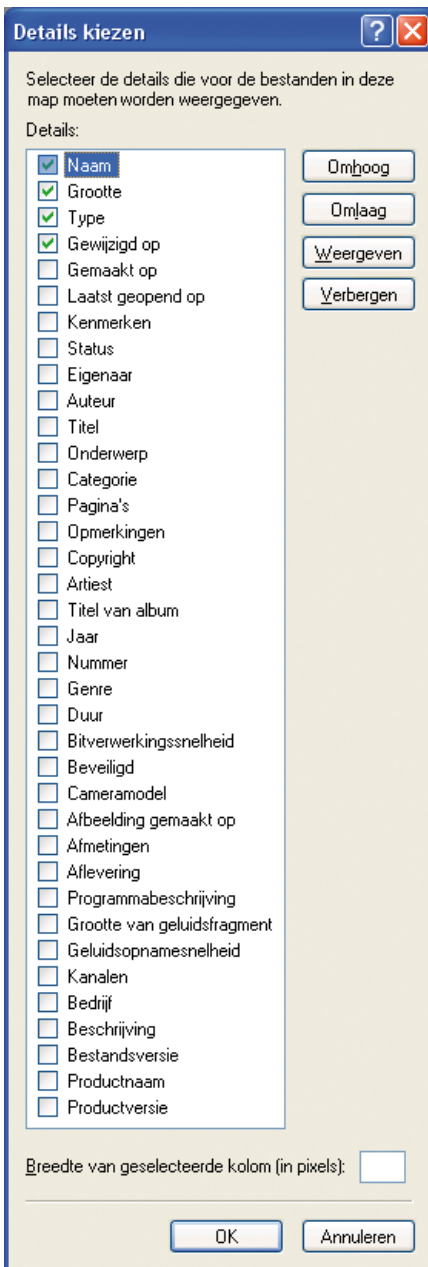 Details kiezen
Selecteer de details die voor de bestanden in deze
map moeten worden weergegeven.
Details:
Naam
Grootte
Type
Gewijzigd op
Gemaakt op
Laatst geopend op
Kenmerken
Status
Eigenaar
Auteur
Titel
Onderwerp
Categorie
Pagina's
Opmerkingen
Copyright
Artiest
Titel van album
Jaar
Nummer
Genre
Duur
Bitverwerkingssnelheid
Beveiligd
Cameramodel
Afbeelding gemaakt op
Afmetingen
Aflevering
Programmabeschrijving
Grootte van geluidsfragment
Geluidsopnamesnelheid
Kanalen
Bedrijf
Beschrijving
Bestandsversie
Productnaam
Productversie
Omhoog
Omlaag
Weergeven
Verbergen
Breedte van geselecteerde kolom (in pixels):
OK
Annuleren